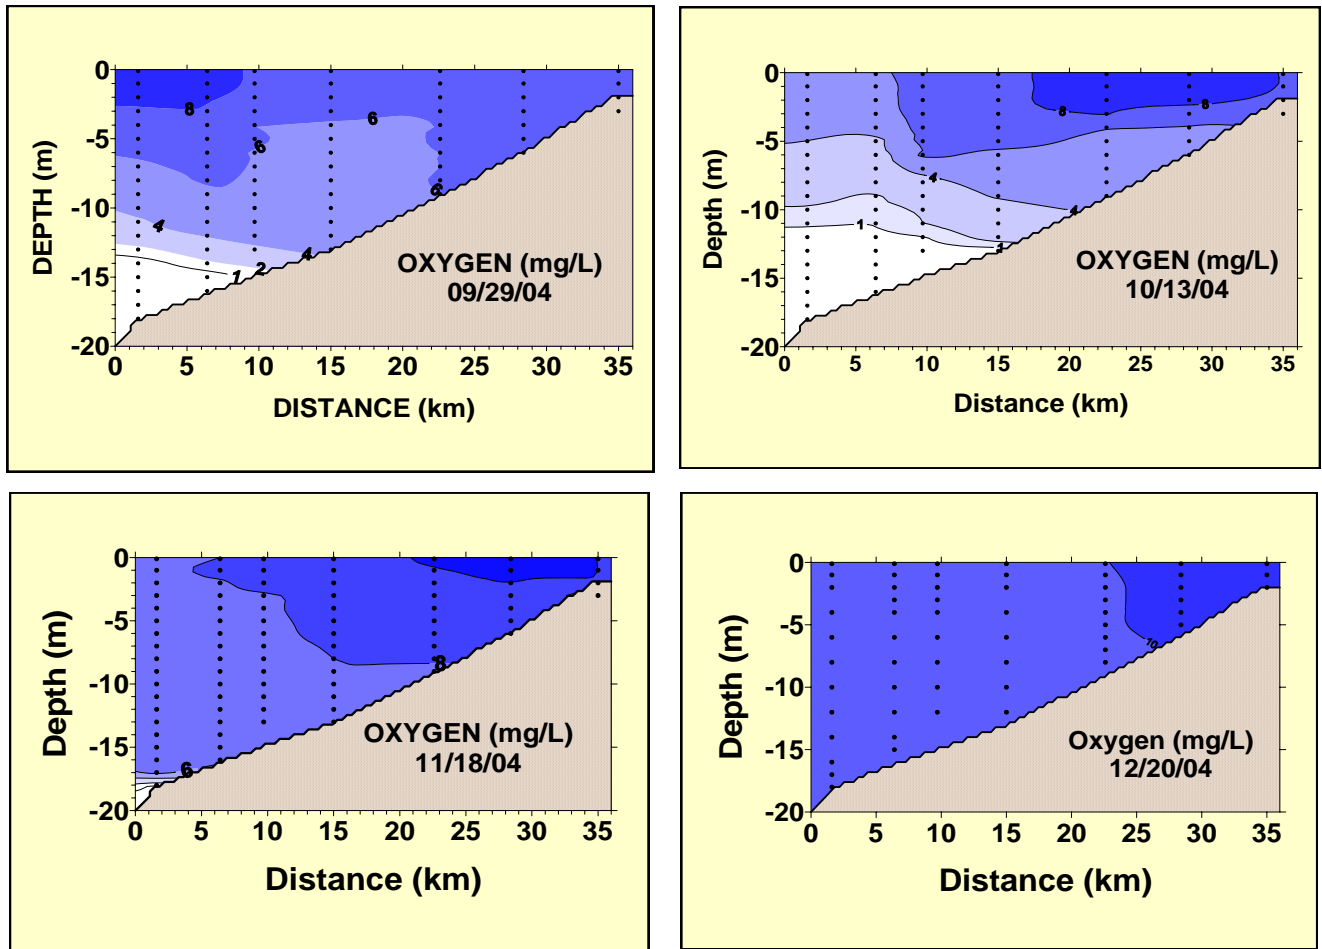 0
-5
-10
-15
-20
DEPTH (m)
8
6
6
6
4
4
2
1
OXYGEN (mg/L)
09/29/04
0 5 10 15 20 25 30 35
DISTANCE (km)
0
-5
-10
-15
-20
Depth (m)
8
8
4
4
1
1
OXYGEN (mg/L)
10/13/04
0 5 10 15 20 25 30 35
Distance (km)
0
-5
-10
-15
-20
Depth (m)
8
6
OXYGEN (mg/L)
11/18/04
0 5 10 15 20 25 30 35
Distance (km)
0
-5
-10
-15
-20
Depth (m)
10
Oxygen (mg/L)
12/20/04
0 5 10 15 20 25 30 35
Distance (km)